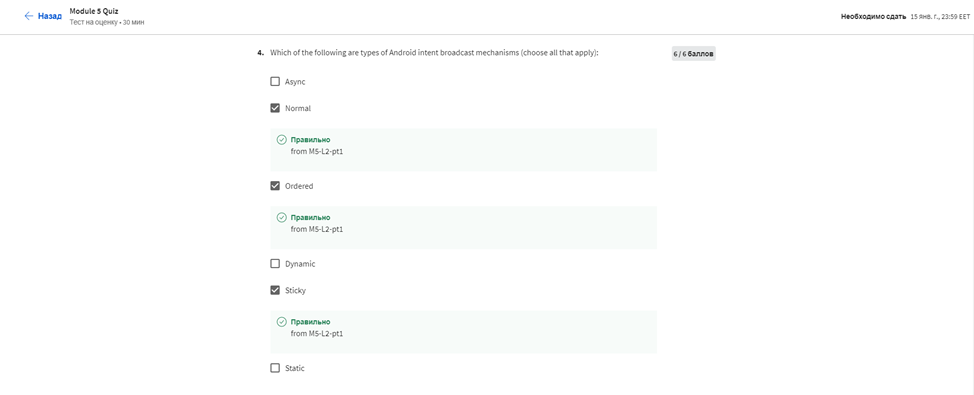 Назад
Module 5 Quiz
Тест на оценку • 30 мин
Необходимо сдать 15 янв. г., 23:59 EET
4. Which of the following are types of Android intent broadcast mechanisms (choose all that apply):
6 / 6 баллов
Async
Normal
Правильно
from M5-L2-pt1
Ordered
Правильно
from M5-L2-pt1
Dynamic
Sticky
Правильно
from M5-L2-pt1
Static